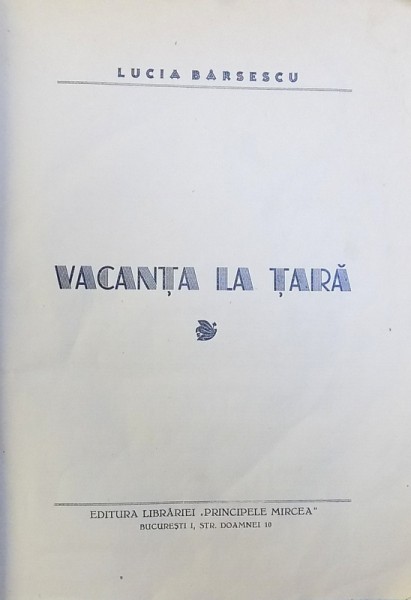 LUCIA BÂRSESCU
VACANȚA LA ȚARĂ
EDITURA LIBRĂRIEI „PRINCIPELE MIRCEA"
BUCUREȘTI I, STR. DOAMNEI 10